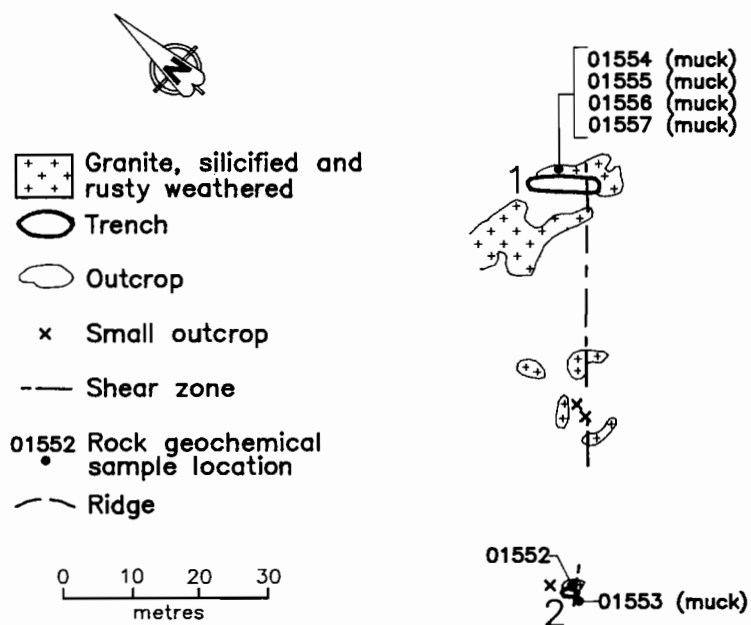 N
01554 (muck)
01555 (muck)
01556 (muck)
01557 (muck)
1
Granite, silicified and
rusty weathered
Trench
Outcrop
Small outcrop
Shear zone
01552 Rock geochemical
sample location
Ridge
0 10 20 30
metres
01552
2
01553 (muck)